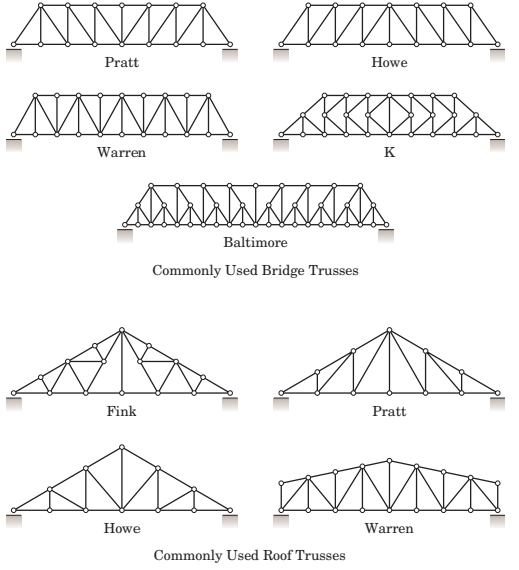 Pratt
Howe
Warren
K
Baltimore
Commonly Used Bridge Trusses
Fink
Pratt
Howe
Warren
Commonly Used Roof Trusses